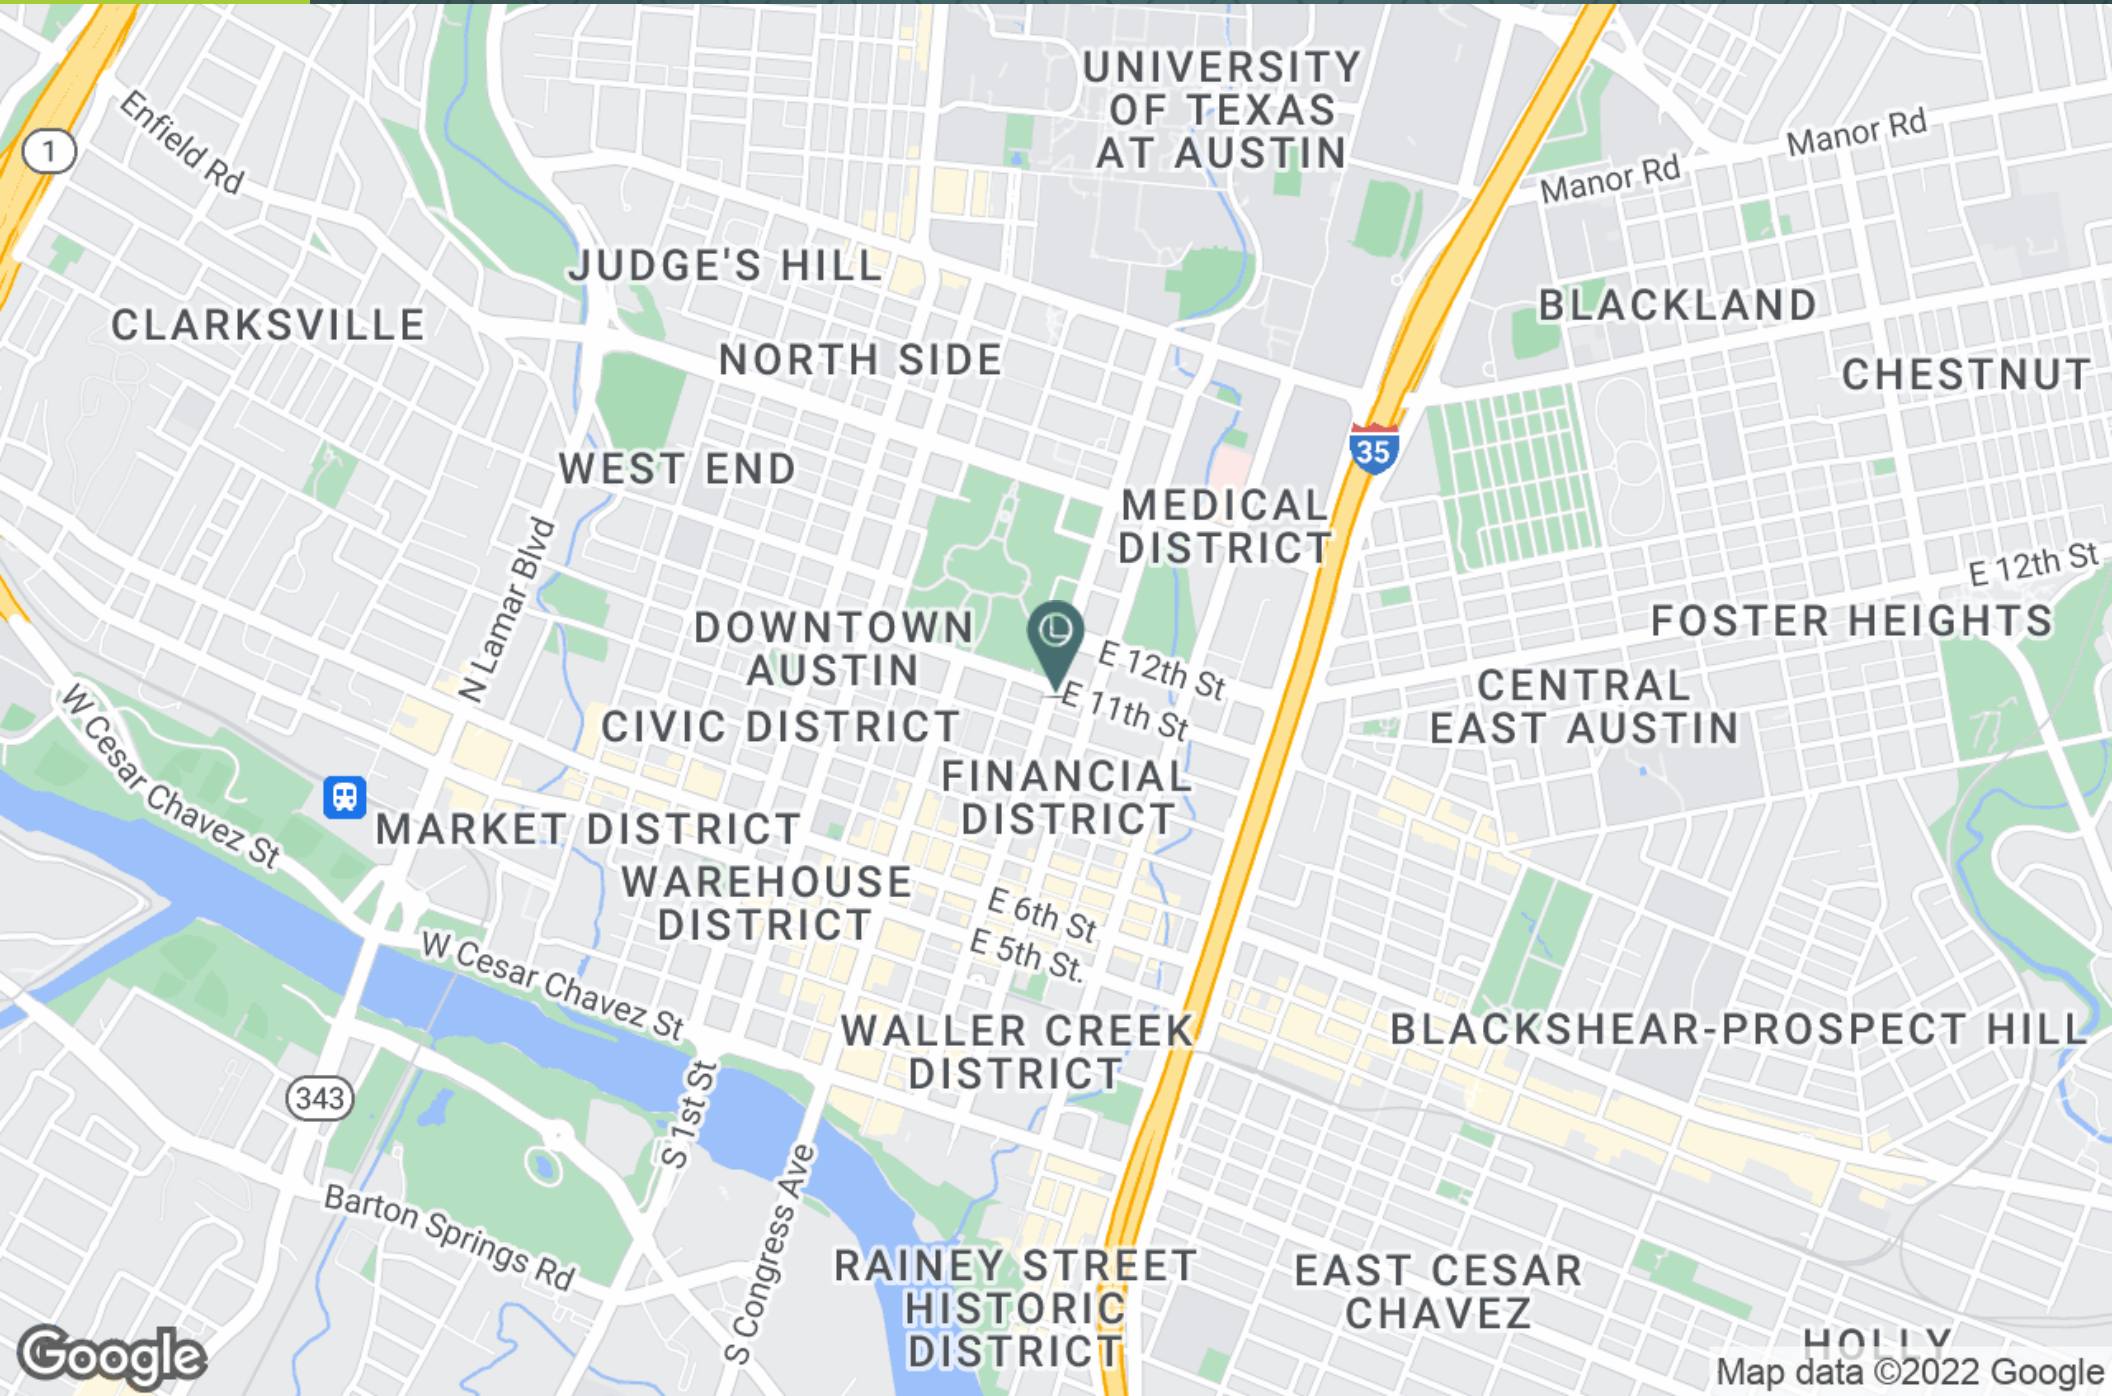 UNIVERSITY
OF TEXAS
AT AUSTIN
Enfield Rd
1
Manor Rd
Manor Rd
JUDGE'S HILL
CLARKSVILLE
BLACKLAND
NORTH SIDE
CHESTNUT
35
WEST END
MEDICAL
DISTRICT
N Lamar Blvd
E 12th St
DOWNTOWN
AUSTIN
FOSTER HEIGHTS
E 12th St
E 11th St
CENTRAL
EAST AUSTIN
CIVIC DISTRICT
W Cesar Chavez St
FINANCIAL
DISTRICT
MARKET DISTRICT
WAREHOUSE
DISTRICT
E 6th St
E 5th St.
W Cesar Chavez St
WALLER CREEK
DISTRICT
BLACKSHEAR-PROSPECT HILL
343
S 1st St
Barton Springs Rd
S Congress Ave
RAINEY STREET
HISTORIC
DISTRICT
EAST CESAR
CHAVEZ
HOLLY
Google
Map data ©2022 Google